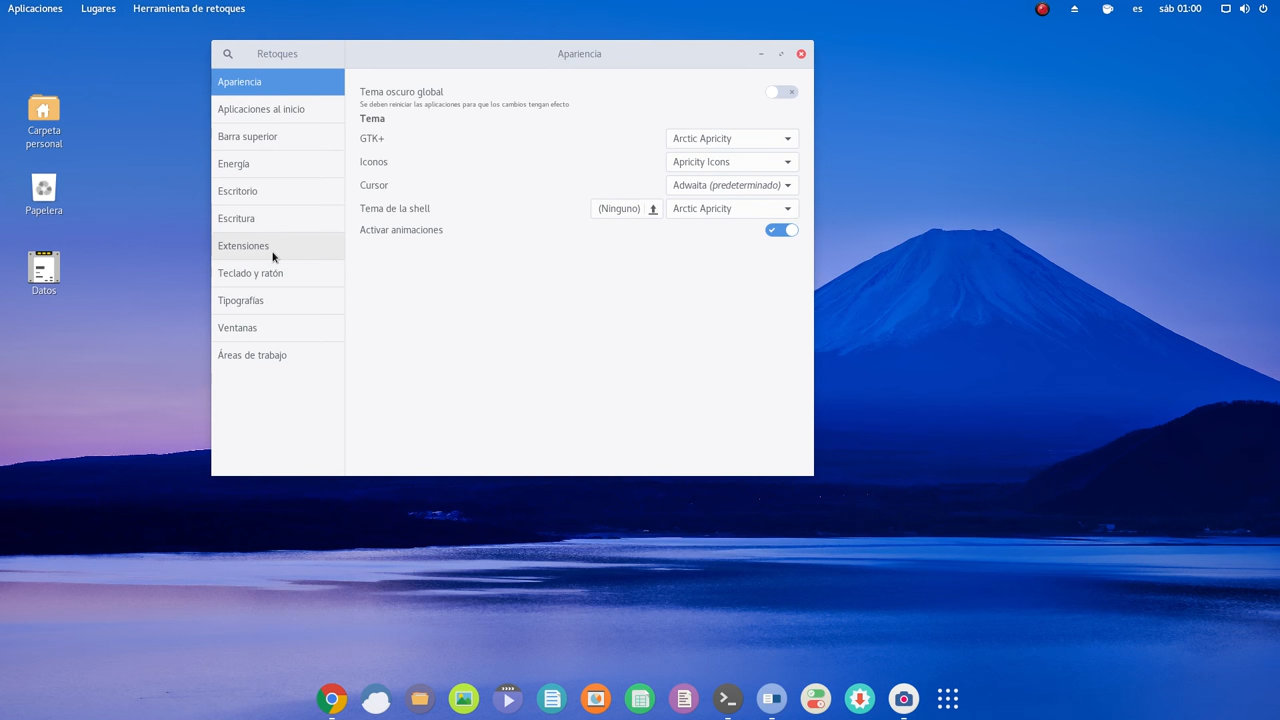 Aplicaciones Lugares Herramienta de retoques es sáb 01:00
Retoques Apariencia
Apariencia
Aplicaciones al inicio
Barra superior
Energía
Escritorio
Escritura
Extensiones
Teclado y ratón
Tipografías
Ventanas
Áreas de trabajo
Tema oscuro global
Se deben reiniciar las aplicaciones para que los cambios tengan efecto
Tema
GTK+ Arctic Apricity
Iconos Apricity Icons
Cursor Adwaita (predeterminado)
Tema de la shell (Ninguno) Arctic Apricity
Activar animaciones
Carpeta
personal
Papelera
Datos